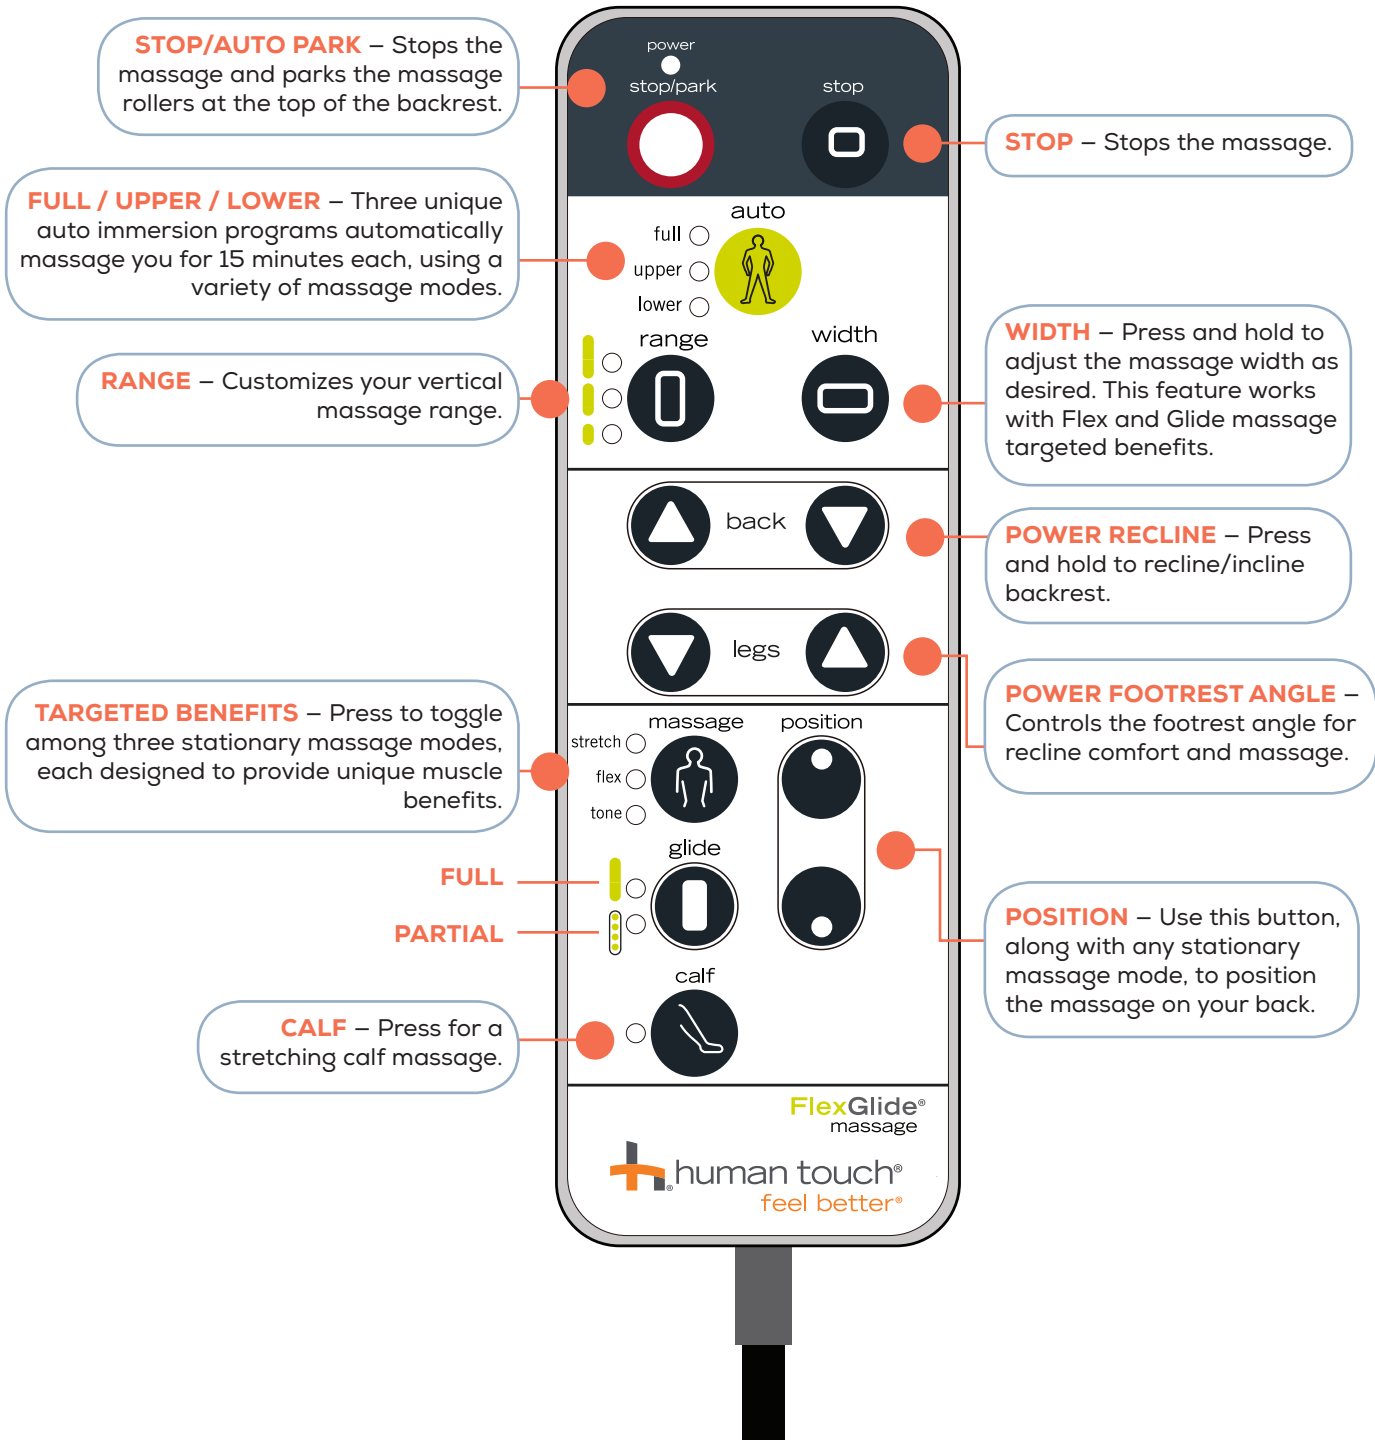 STOP/AUTO PARK – Stops the
massage and parks the massage
rollers at the top of the backrest.
power
stop/park
stop
STOP – Stops the massage.
FULL / UPPER / LOWER – Three unique
auto immersion programs automatically
massage you for 15 minutes each, using a
variety of massage modes.
auto
full
upper
lower
RANGE – Customizes your vertical
massage range.
range
width
WIDTH – Press and hold to
adjust the massage width as
desired. This feature works
with Flex and Glide massage
targeted benefits.
back
POWER RECLINE – Press
and hold to recline/incline
backrest.
legs
POWER FOOTREST ANGLE –
Controls the footrest angle for
recline comfort and massage.
TARGETED BENEFITS – Press to toggle
among three stationary massage modes,
each designed to provide unique muscle
benefits.
massage
position
stretch
flex
tone
glide
FULL
PARTIAL
POSITION – Use this button,
along with any stationary
massage mode, to position
the massage on your back.
calf
CALF – Press for a
stretching calf massage.
FlexGlide®
massage
® human touch®
feel better®